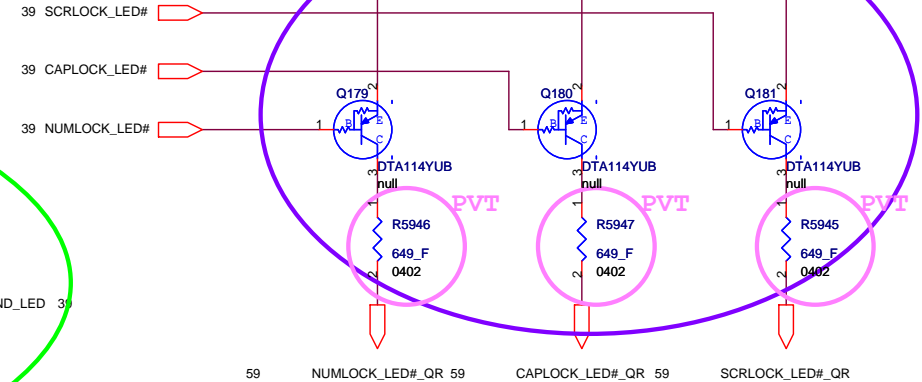 39 SCRLOCK_LED#
39 CAPLOCK_LED#
39 NUMLOCK_LED#
Q179 2 Q180 2 Q181 2
1 B E C 1 B E C 1 B E C
DTA114YUB DTA114YUB DTA114YUB
3 null 3 null 3 null
PVT PVT PVT
1 R5946 1 R5947 1 R5945
649_F 649_F 649_F
2 0402 2 0402 2 0402
ND_LED 39
59 NUMLOCK_LED#_QR 59 CAPLOCK_LED#_QR 59 SCRLOCK_LED#_QR